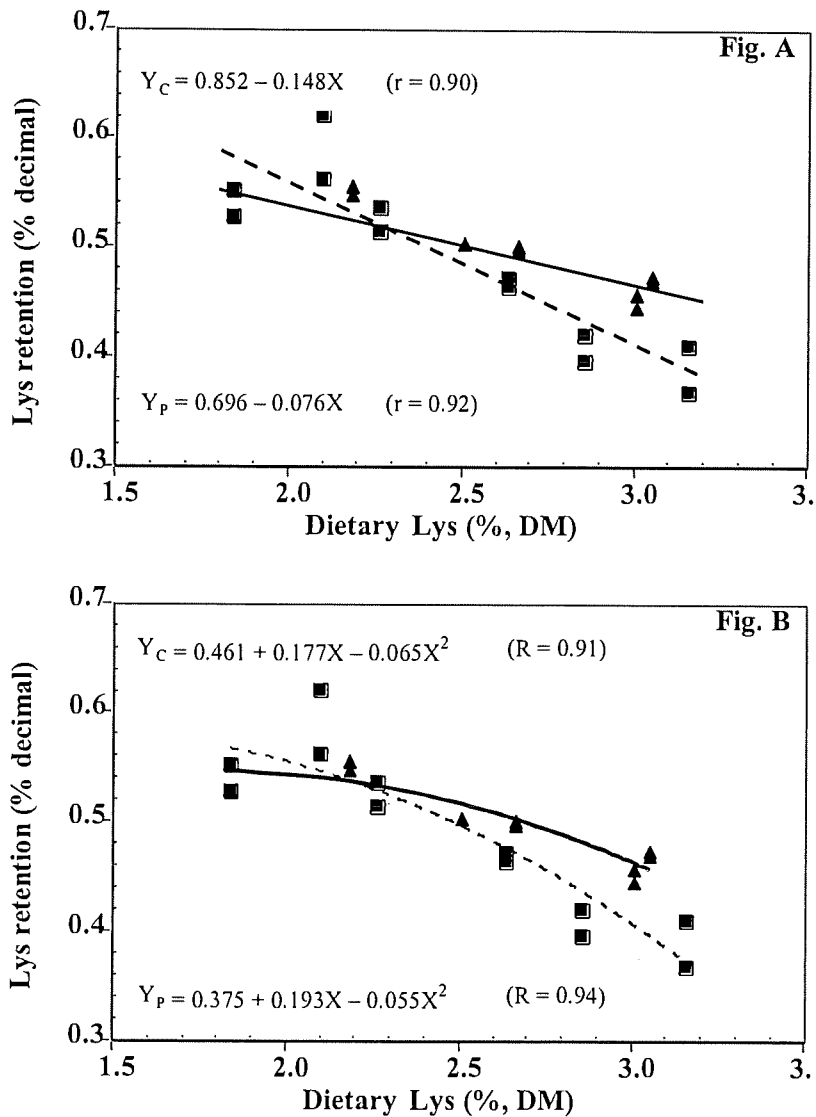 0.7
Fig. A
Y_C = 0.852 – 0.148X (r = 0.90)
0.6
0.5
0.4
Y_P = 0.696 – 0.076X (r = 0.92)
0.3
Lys retention (% decimal)
1.5 2.0 2.5 3.0 3.
Dietary Lys (%, DM)
0.7
Fig. B
Y_C = 0.461 + 0.177X – 0.065X²  (R = 0.91)
0.6
0.5
0.4
Y_P = 0.375 + 0.193X – 0.055X²  (R = 0.94)
0.3
Lys retention (% decimal)
1.5 2.0 2.5 3.0 3.
Dietary Lys (%, DM)